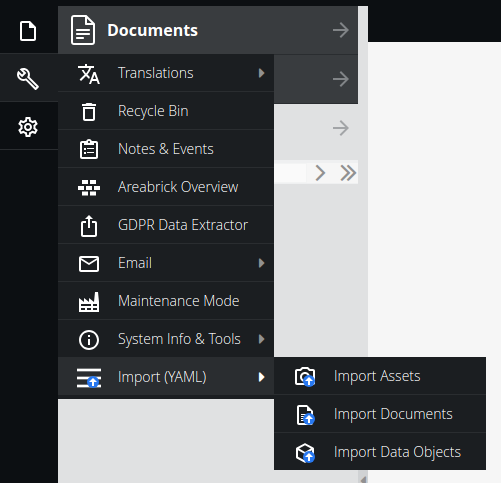 Documents
Translations
Recycle Bin
Notes & Events
Areabrick Overview
GDPR Data Extractor
Email
Maintenance Mode
System Info & Tools
Import (YAML)
Import Assets
Import Documents
Import Data Objects